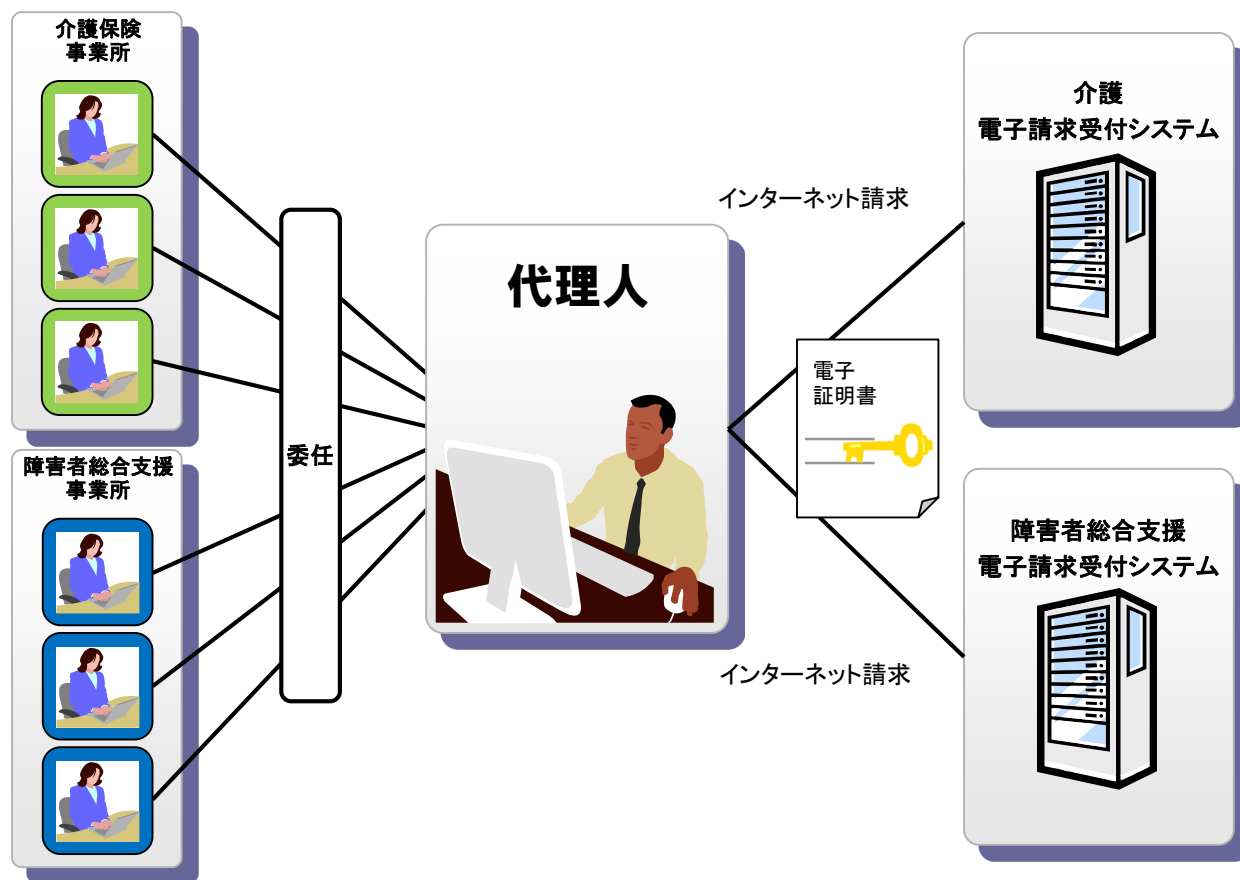 介護保険
事業所
障害者総合支援
事業所
委任
代理人
インターネット請求
電子
証明書
インターネット請求
介護
電子請求受付システム
障害者総合支援
電子請求受付システム